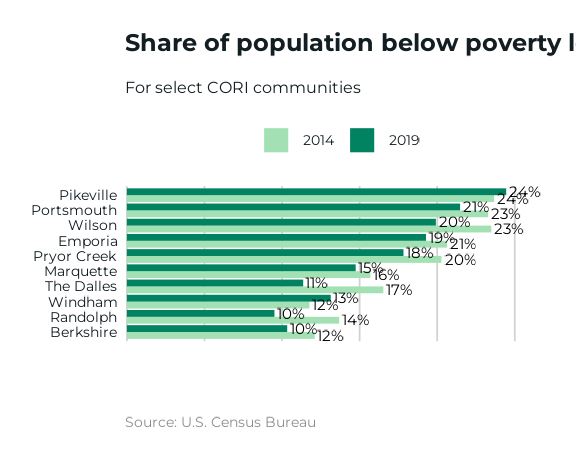 Share of population below poverty l
For select CORI communities
2014 2019
Pikeville 24%
24%
Portsmouth 21%
23%
Wilson 20%
23%
Emporia 19%
21%
Pryor Creek 18%
20%
Marquette 15%
16%
The Dalles 11%
17%
Windham 13%
12%
Randolph 10%
14%
Berkshire 10%
12%
Source: U.S. Census Bureau